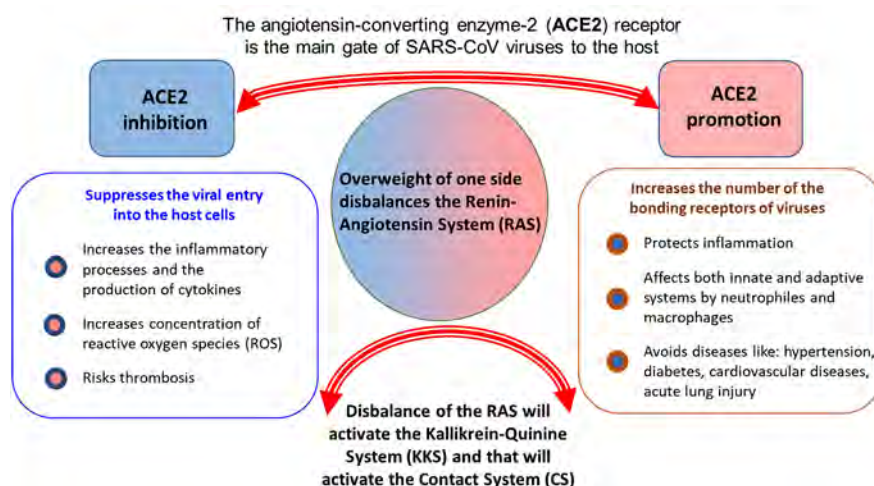 The angiotensin-converting enzyme-2 (ACE2) receptor
is the main gate of SARS-CoV viruses to the host
ACE2
inhibition
ACE2
promotion
Overweight of one side
disbalances the Renin-
Angiotensin System (RAS)
Suppresses the viral entry
into the host cells
Increases the inflammatory
processes and the
production of cytokines
Increases concentration of
reactive oxygen species (ROS)
Risks thrombosis
Increases the number of the
bonding receptors of viruses
Protects inflammation
Affects both innate and adaptive
systems by neutrophiles and
macrophages
Avoids diseases like: hypertension,
diabetes, cardiovascular diseases,
acute lung injury
Disbalance of the RAS will
activate the Kallikrein-Quinine
System (KKS) and that will
activate the Contact System (CS)